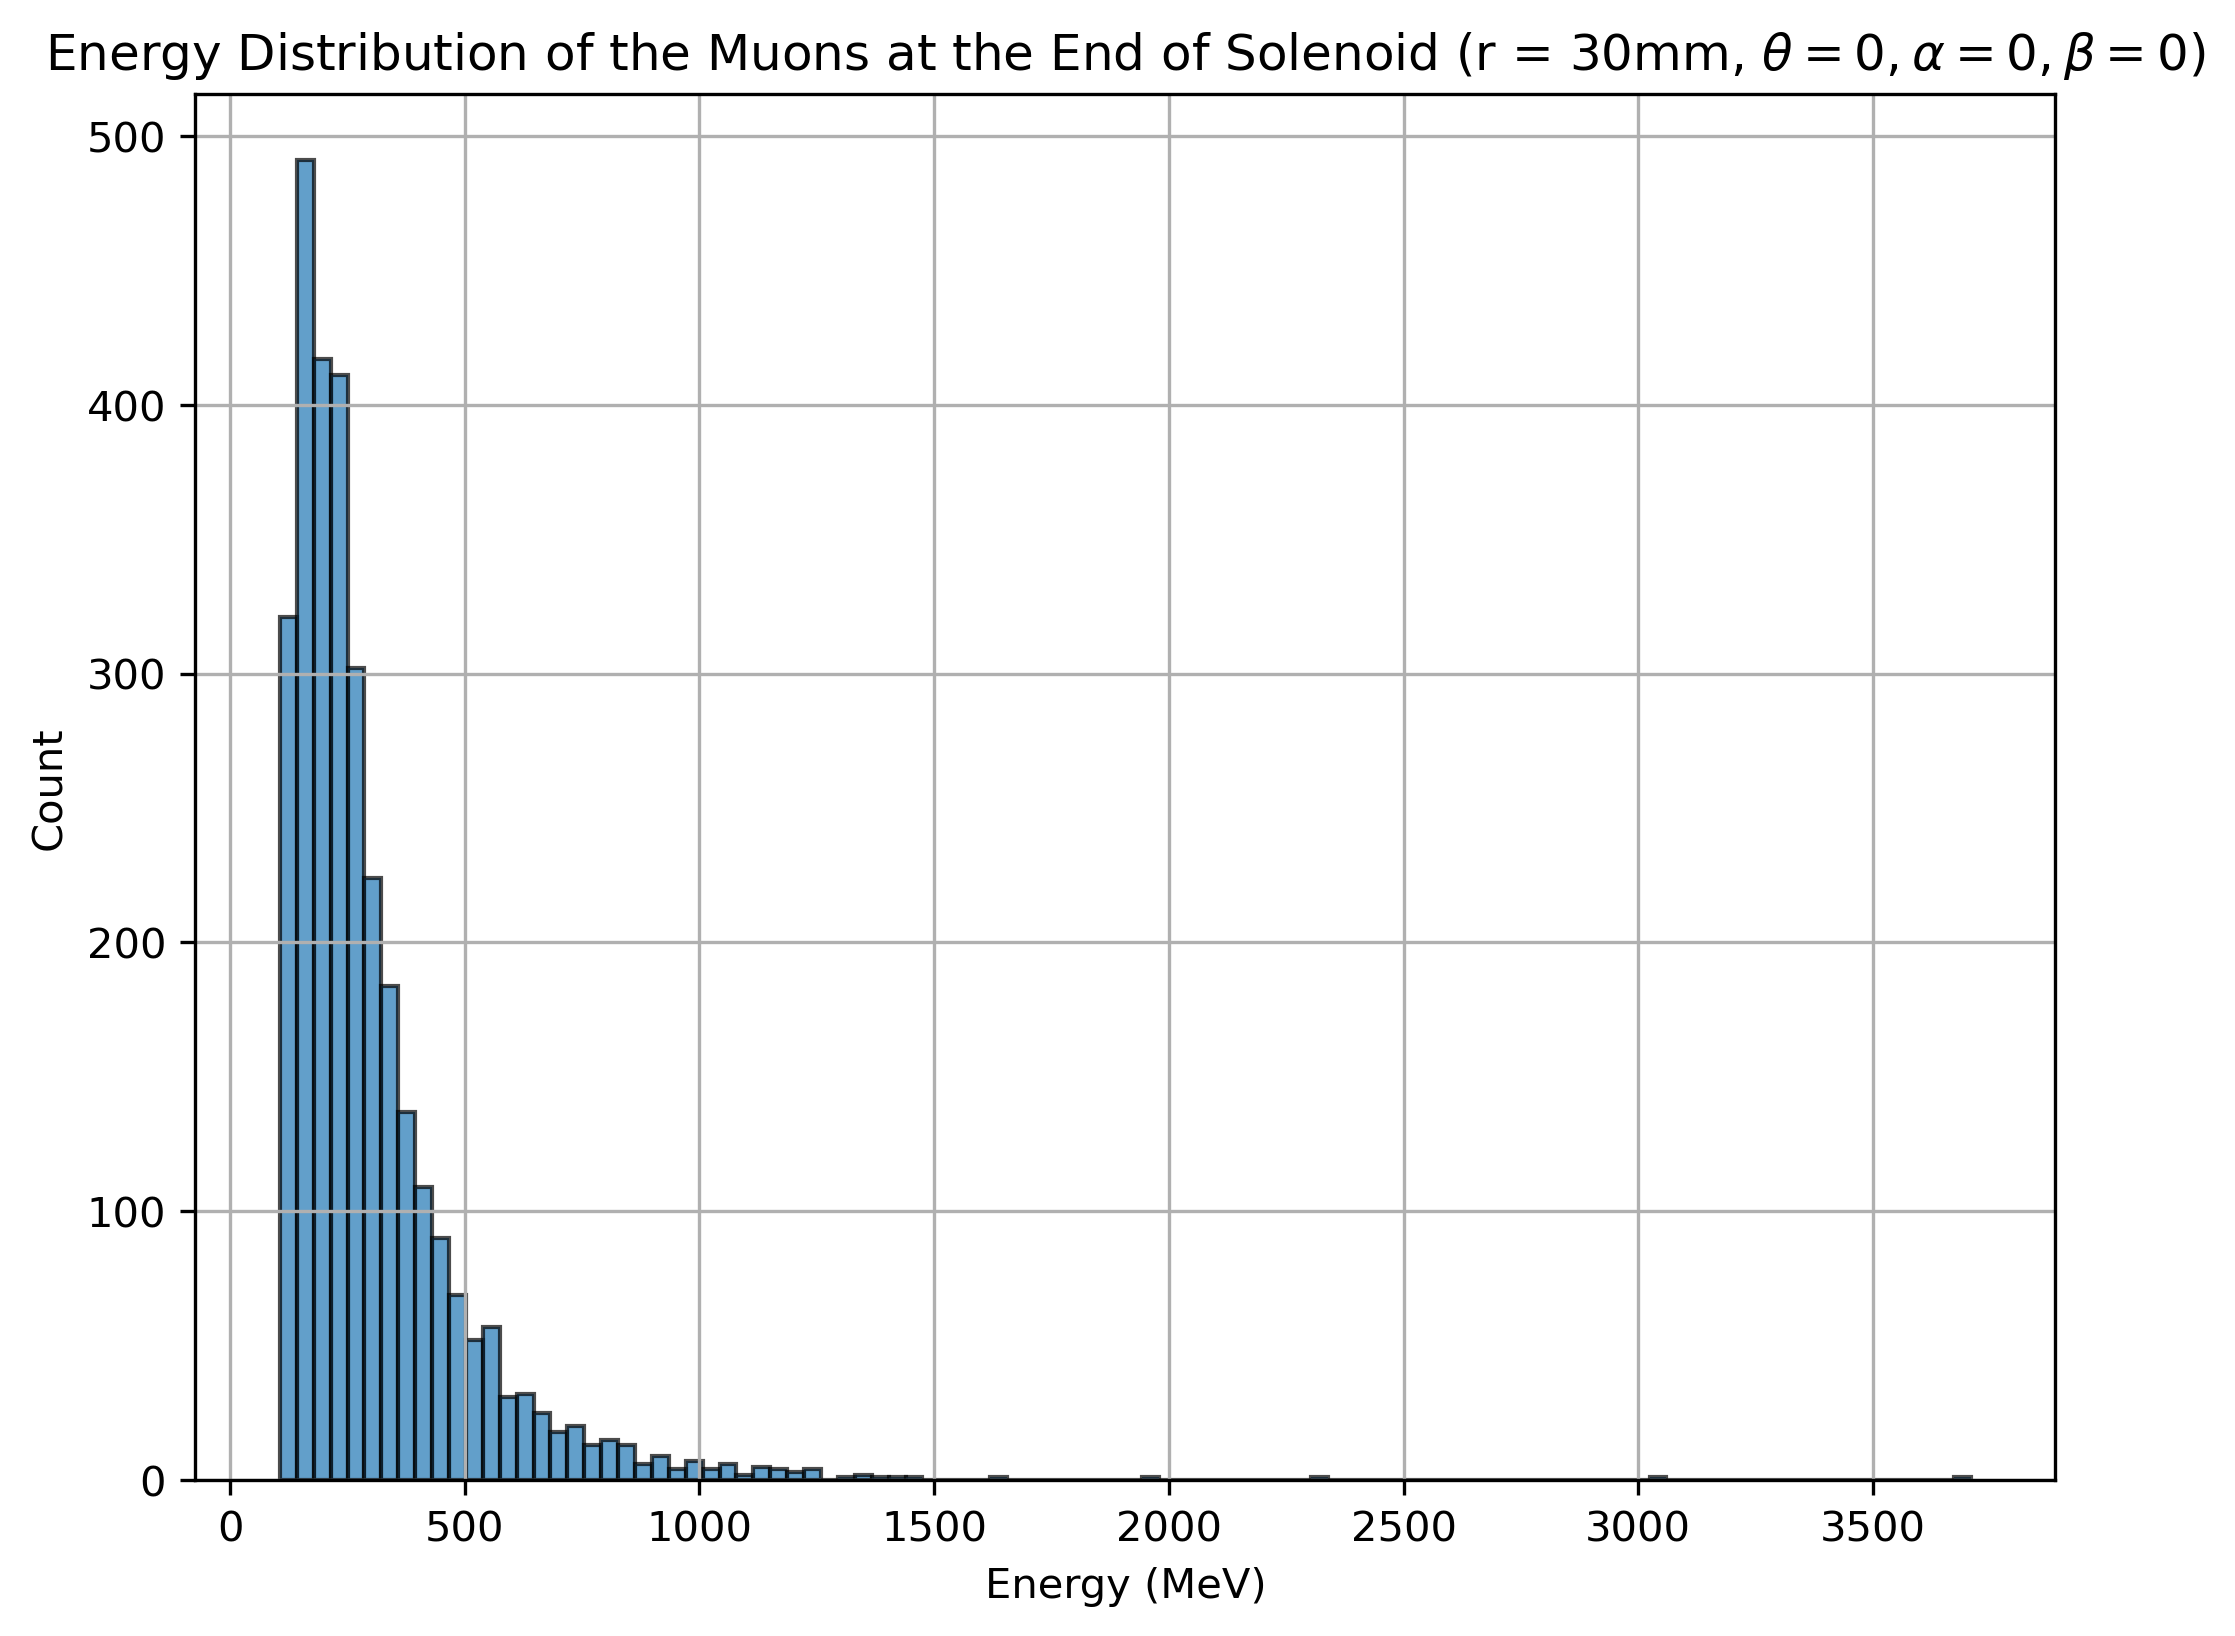 Energy Distribution of the Muons at the End of Solenoid (r = 30mm, θ = 0, α = 0, β = 0)
500
400
300
200
100
0
Count
0 500 1000 1500 2000 2500 3000 3500
Energy (MeV)